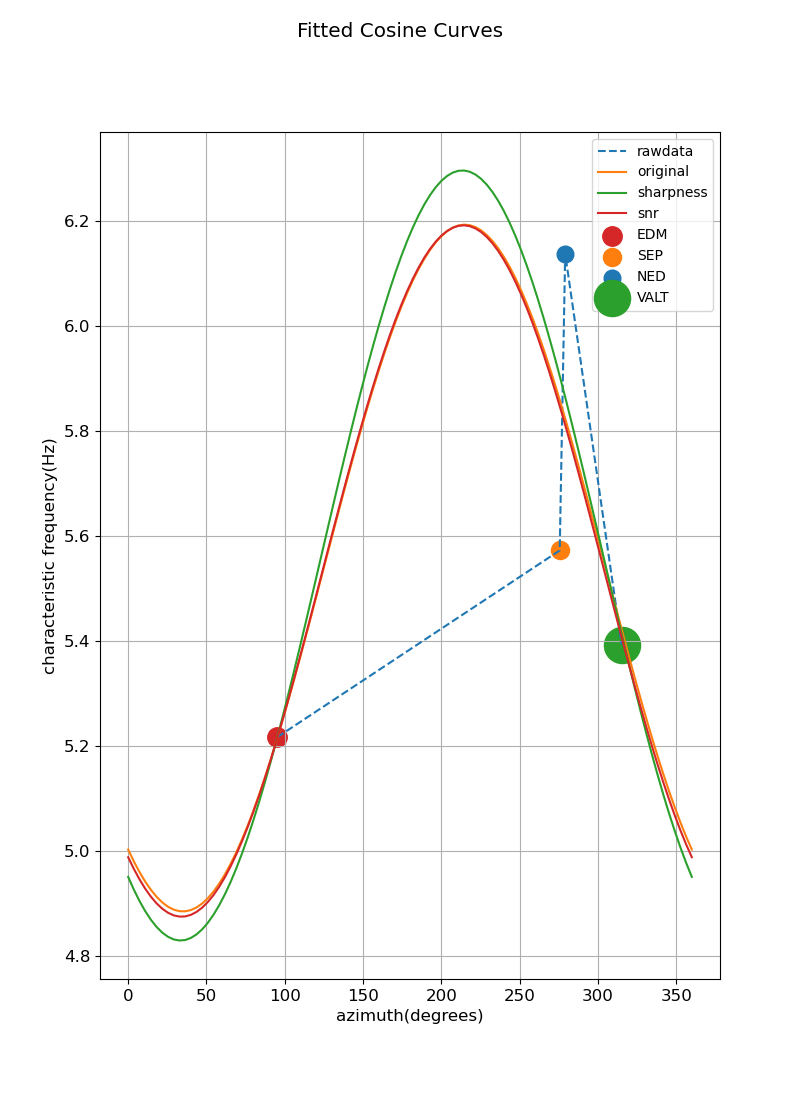 Fitted Cosine Curves
rawdata
original
sharpness
snr
EDM
SEP
NED
VALT
6.2
6.0
5.8
5.6
5.4
5.2
5.0
4.8
characteristic frequency(Hz)
0 50 100 150 200 250 300 350
azimuth(degrees)